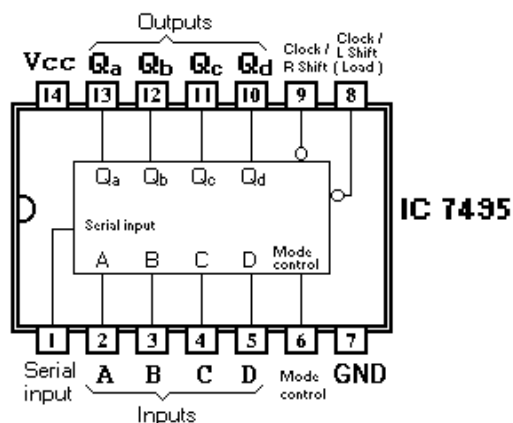 Outputs
Vcc Qa Qb Qc Qd Clock / R Shift Clock / L Shift ( Load )
14 13 12 11 10 9 8
Qa Qb Qc Qd
IC 7495
Serial input
A B C D Mode control
1 2 3 4 5 6 7
Serial input A B C D Mode control GND
Inputs